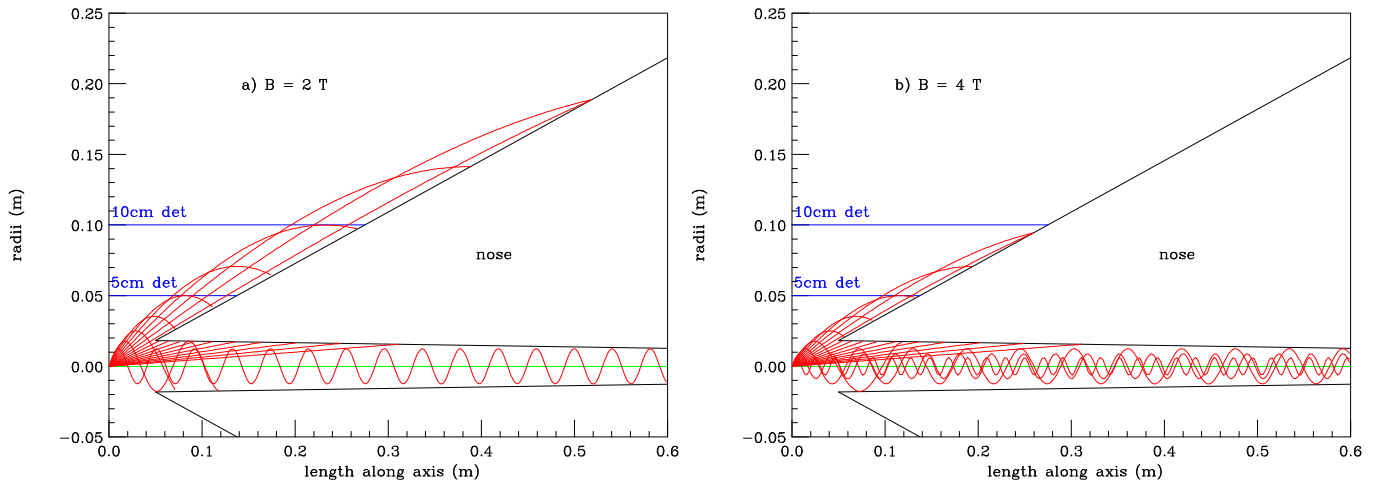 a) B = 2 T
0.25
0.20
0.15
0.10
0.05
0.00
−0.05
radii (m)
10cm det
5cm det
nose
0.0 0.1 0.2 0.3 0.4 0.5 0.6
length along axis (m)
b) B = 4 T
0.25
0.20
0.15
0.10
0.05
0.00
−0.05
radii (m)
10cm det
5cm det
nose
0.0 0.1 0.2 0.3 0.4 0.5 0.6
length along axis (m)